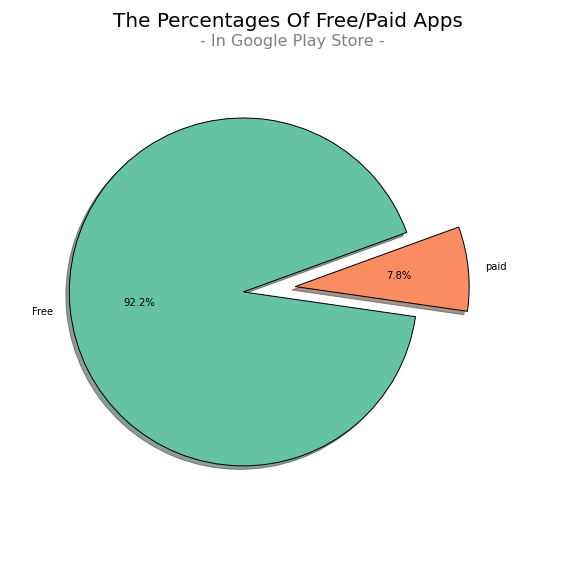 The Percentages Of Free/Paid Apps
- In Google Play Store -
paid
7.8%
92.2%
Free